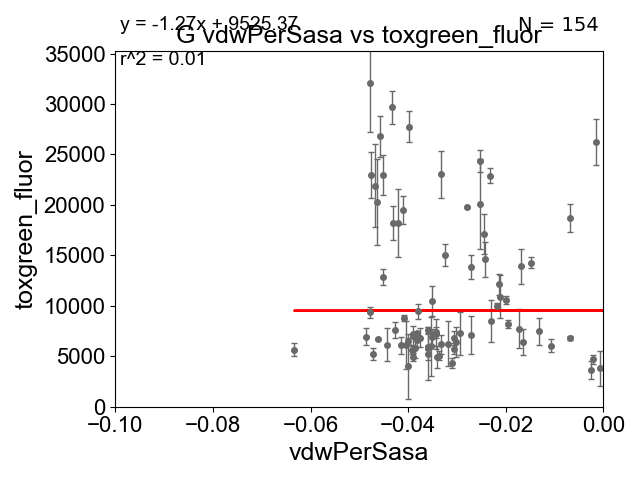 y = -1.27x + 9525.37
N = 154
G vdwPerSasa vs toxgreen_fluor
r^2 = 0.01
35000
30000
25000
20000
15000
10000
5000
0
toxgreen_fluor
−0.10 −0.08 −0.06 −0.04 −0.02 0.00
vdwPerSasa